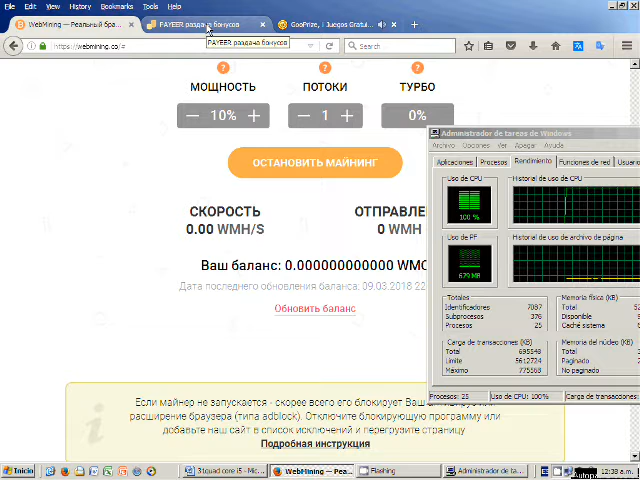 File Edit View History Bookmarks Tools Help
WebMining — Реальный бра...
PAYEER раздача бонусов
GooPrize, | Juegos Gratui...
https://webmining.co/#
Search
PAYEER раздача бонусов
МОЩНОСТЬ ПОТОКИ ТУРБО
10% 1 0%
ОСТАНОВИТЬ МАЙНИНГ
СКОРОСТЬ ОТПРАВЛЕ
0.00 WMH/S 0 WMH
Ваш баланс: 0.000000000000 WMC
Дата последнего обновления баланса: 09.03.2018 22
Обновить баланс
Если майнер не запускается - скорее всего его блокирует Ваш
расширение браузера (типа adblock). Отключите блокирующую программу или
добавьте наш сайт в список исключений и перегрузите страницу
Подробная инструкция
Administrador de tareas de Windows
Archivo Opciones Ver Apagar Ayuda
Aplicaciones Procesos Rendimiento Funciones de red Usuario
Uso de CPU Historial de uso de CPU
100 %
Uso de PF Historial de uso de archivo de página
679 MB
Totales
Identificadores 7087
Subprocesos 376
Procesos 25
Memoria física (KB)
Total
Disponible
Caché sistema
Carga de transacciones (KB)
Total 695548
Límite 5612724
Máximo 775568
Memoria del núcleo (KB)
Total
Paginado
No paginado
Procesos: 25 Uso de CPU: 100% Carga de transacciones:
Inicio
31quad core i5 - Mic...
WebMining — Реа...
Flashing
Administrador de ta...
12:38 a.m.